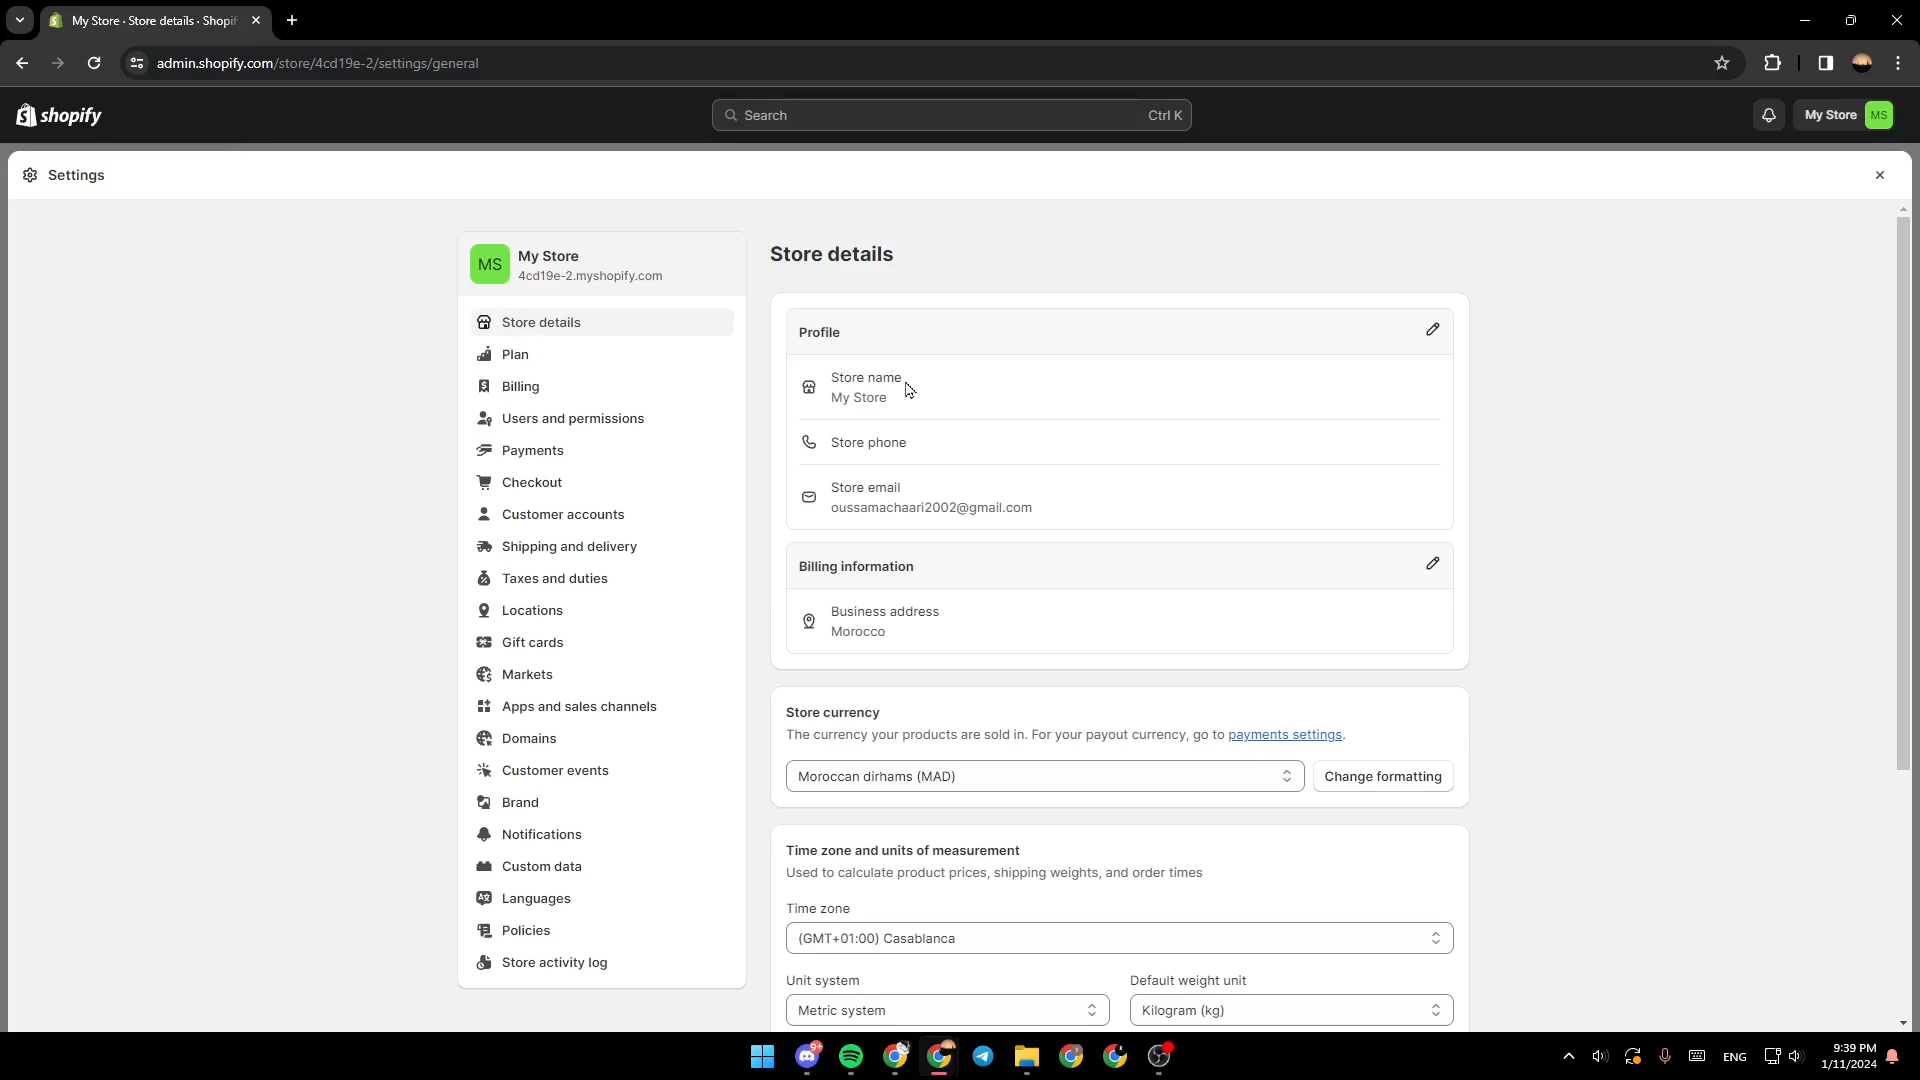 My Store · Store details · Shopif
admin.shopify.com/store/4cd19e-2/settings/general
shopify
Search
Ctrl K
My Store
MS
Settings
MS
My Store
4cd19e-2.myshopify.com
Store details
Plan
Billing
Users and permissions
Payments
Checkout
Customer accounts
Shipping and delivery
Taxes and duties
Locations
Gift cards
Markets
Apps and sales channels
Domains
Customer events
Brand
Notifications
Custom data
Languages
Policies
Store activity log
Store details
Profile
Store name
My Store
Store phone
Store email
oussamachaari2002@gmail.com
Billing information
Business address
Morocco
Store currency
The currency your products are sold in. For your payout currency, go to payments settings.
Moroccan dirhams (MAD)
Change formatting
Time zone and units of measurement
Used to calculate product prices, shipping weights, and order times
Time zone
(GMT+01:00) Casablanca
Unit system
Default weight unit
Metric system
Kilogram (kg)
9+
ENG
9:39 PM
1/11/2024